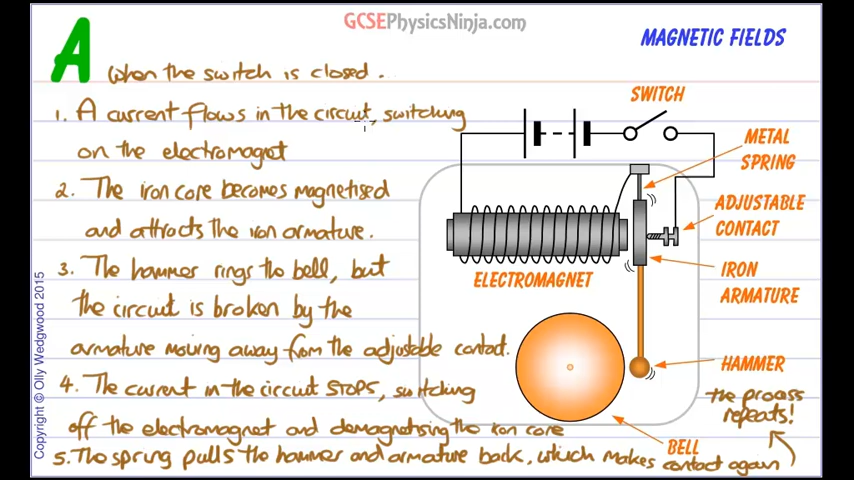 GCSEPhysicsNinja.com
MAGNETIC FIELDS
A
When the switch is closed.
1. A current flows in the circuit, switching
on the electromagnet
2. The iron core becomes magnetised
and attracts the iron armature.
3. The hammer rings the bell, but
the circuit is broken by the
armature moving away from the adjustable contact.
4. The current in the circuit STOPS, switching
off the electromagnet and demagnetising the iron core
5. The spring pulls the hammer and armature back, which makes contact again
the process
repeats!
SWITCH
METAL
SPRING
ADJUSTABLE
CONTACT
ELECTROMAGNET
IRON
ARMATURE
HAMMER
BELL
Copyright © Olly Wedgwood 2015